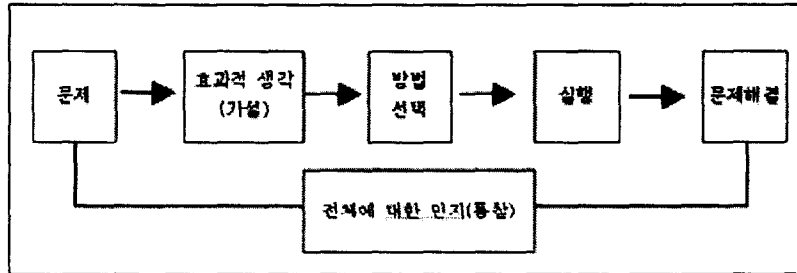 문제
효과적 생각
(가설)
방법
선택
실행
문제해결
전체에 대한 인지(통찰)